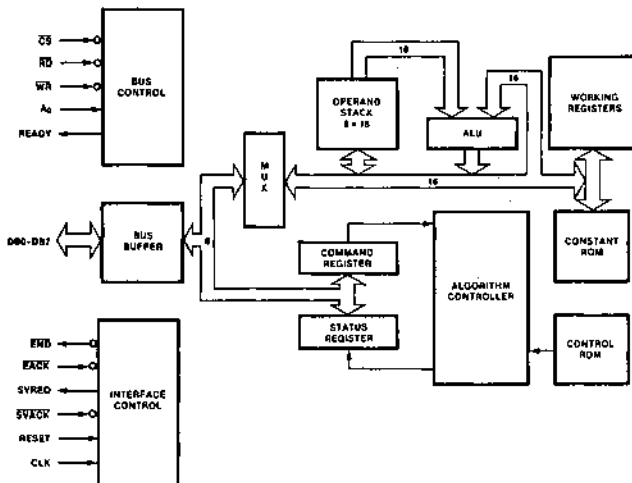 CS
RD
WR
A0
READY
BUS
CONTROL
16
OPERAND
STACK
8 × 16
16
ALU
WORKING
REGISTERS
MUX
16
DB0-DB7
BUS
BUFFER
8
COMMAND
REGISTER
STATUS
REGISTER
ALGORITHM
CONTROLLER
CONSTANT
ROM
CONTROL
ROM
END
EACK
SVREQ
SVACK
RESET
CLK
INTERFACE
CONTROL